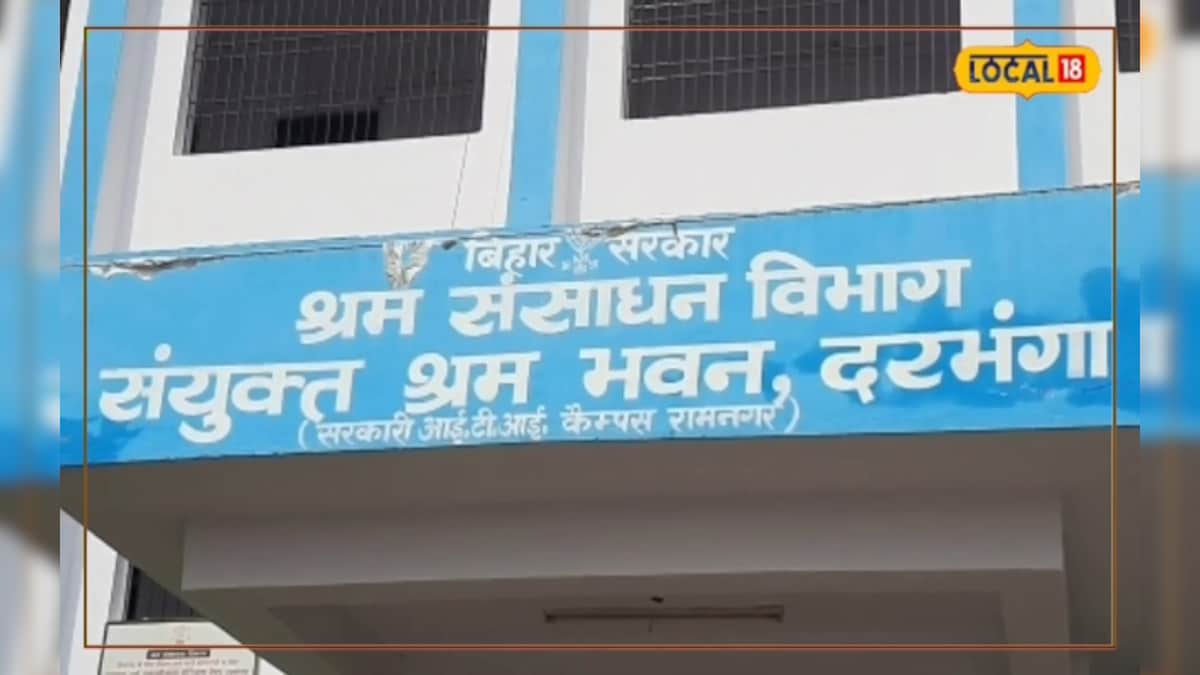 LOCAL 18
बिहार सरकार
श्रम संसाधन विभाग
संयुक्त श्रम भवन, दरभंगा
(सरकारी आई.टी.आई. कैम्पस रामनगर)